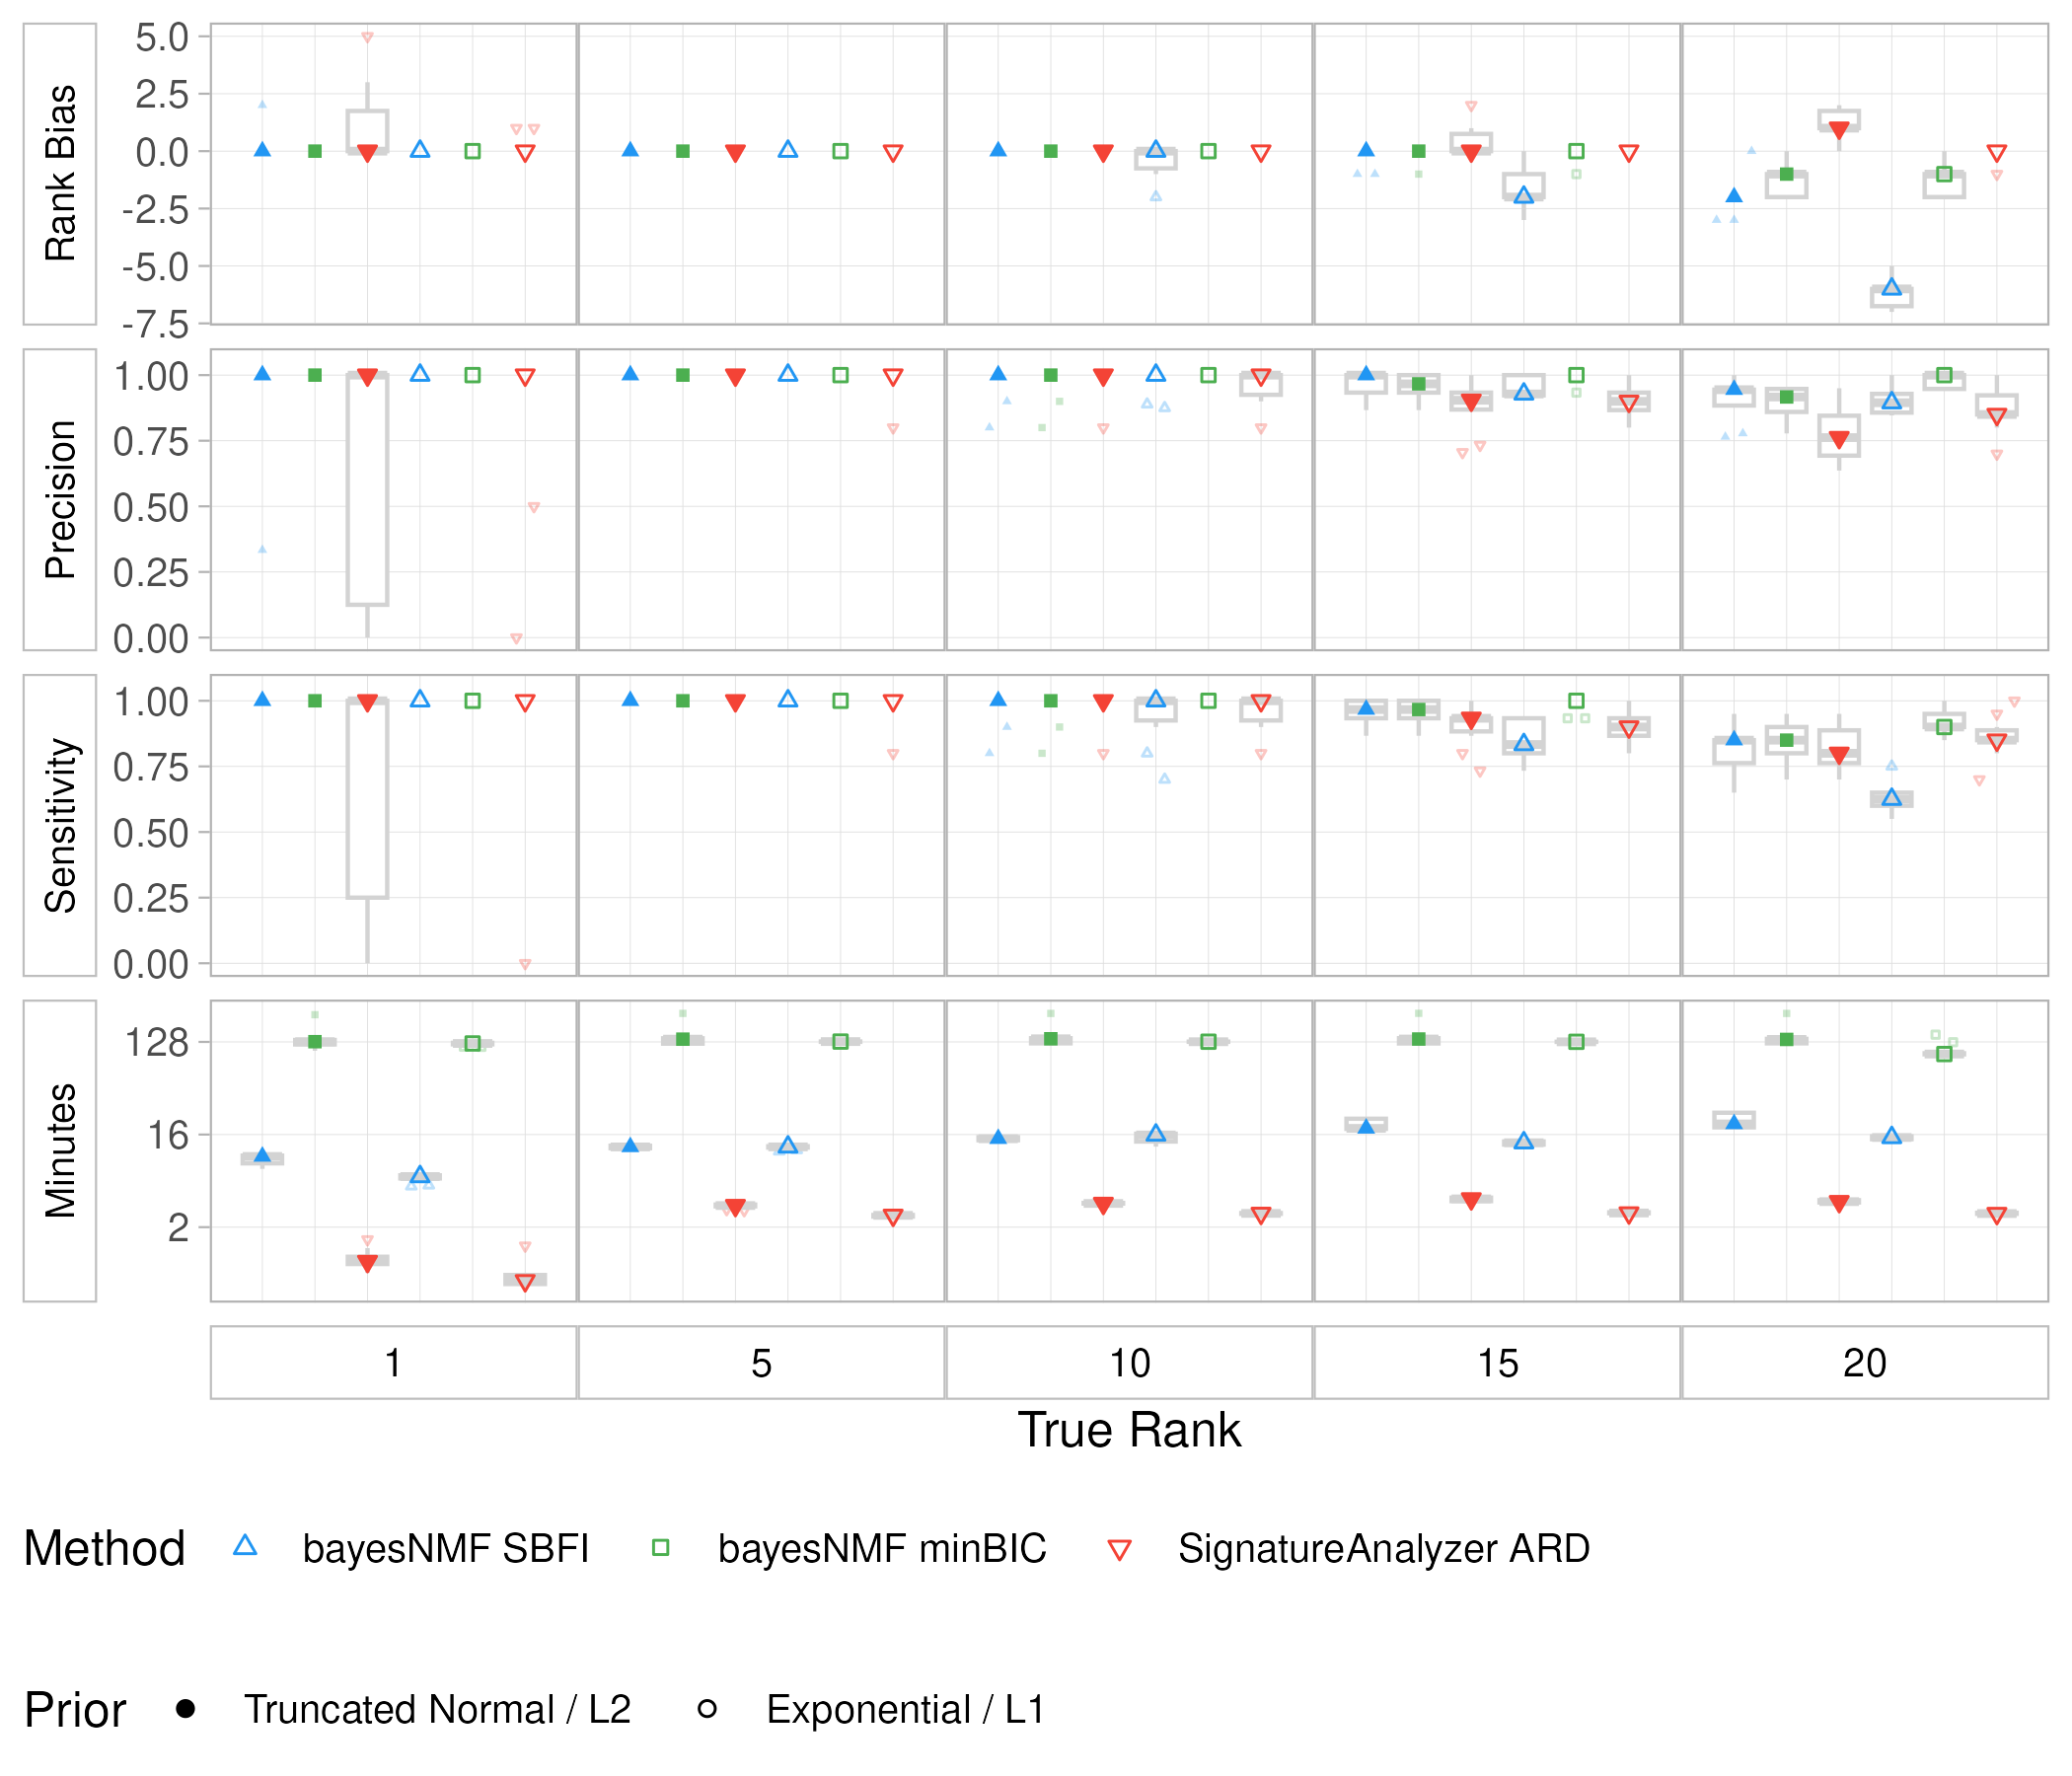 Rank Bias
5.0
2.5
0.0
-2.5
-5.0
-7.5
Precision
1.00
0.75
0.50
0.25
0.00
Sensitivity
1.00
0.75
0.50
0.25
0.00
Minutes
128
16
2
1 5 10 15 20
True Rank
Method bayesNMF SBFI bayesNMF minBIC SignatureAnalyzer ARD
Prior Truncated Normal / L2 Exponential / L1